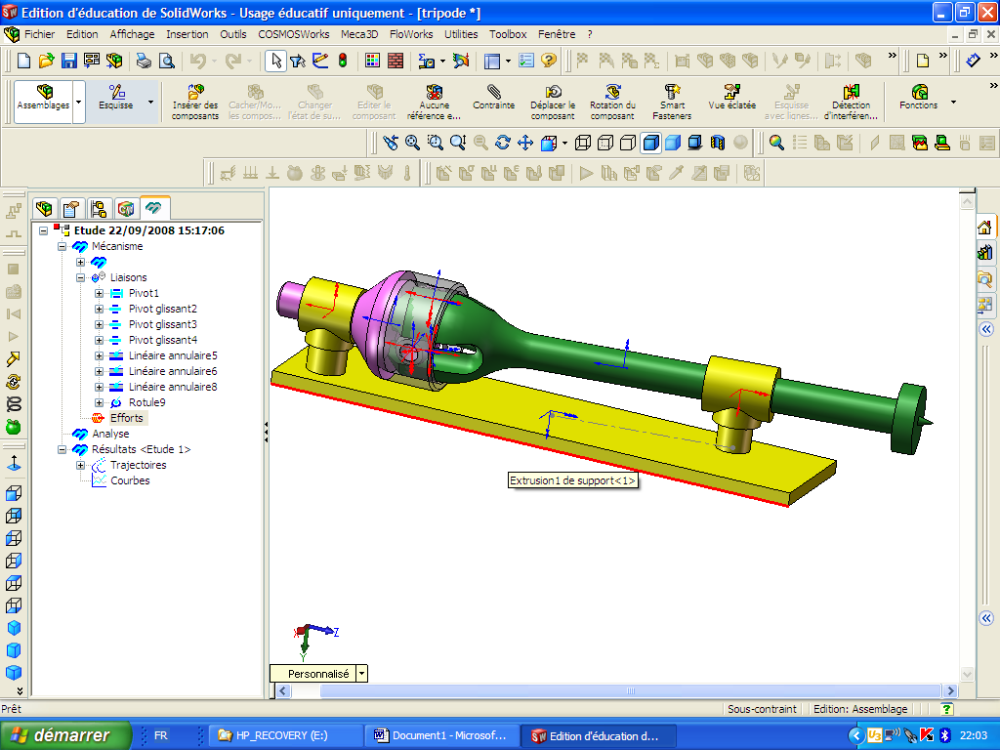 Edition d'éducation de SolidWorks - Usage éducatif uniquement - [tripode *]
Fichier Edition Affichage Insertion Outils COSMOSWorks Meca3D FloWorks Utilities Toolbox Fenêtre ?
Assemblages
Esquisse
Insérer des composants
Cacher/Mo... les compos...
Changer l'état de su...
Editer le composant
Aucune référence e...
Contrainte
Déplacer le composant
Rotation du composant
Smart Fasteners
Vue éclatée
Esquisse avec lignes...
Détection d'interféren...
Fonctions
Etude 22/09/2008 15:17:06
Mécanisme
Liaisons
Pivot1
Pivot glissant2
Pivot glissant3
Pivot glissant4
Linéaire annulaire5
Linéaire annulaire6
Linéaire annulaire8
Rotule9
Efforts
Analyse
Résultats <Etude 1>
Trajectoires
Courbes
Extrusion1 de support<1>
X Z
Y
Personnalisé
Prêt
Sous-contraint
Edition: Assemblage
démarrer
FR
HP_RECOVERY (E:)
Document1 - Microsof...
Edition d'éducation d...
22:03